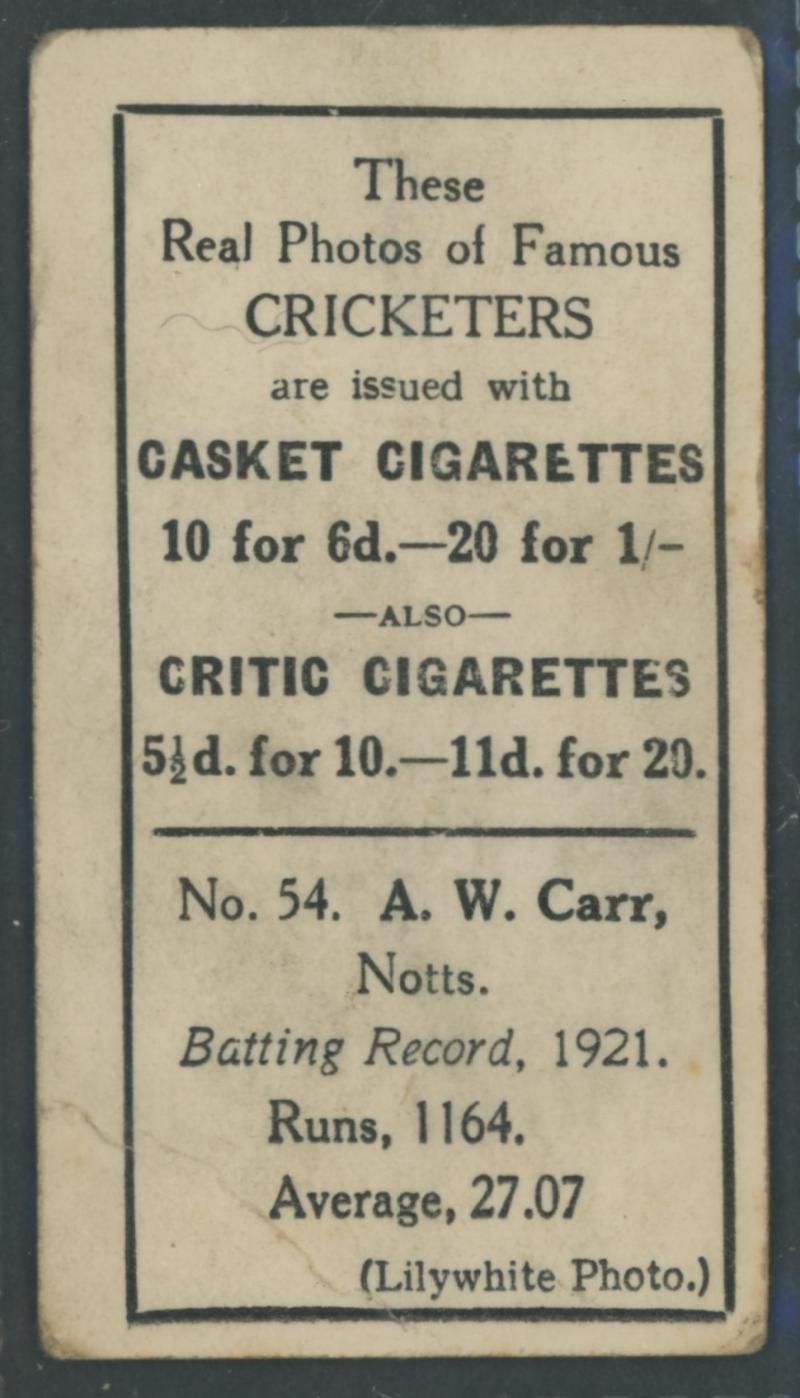 These
Real Photos of Famous
CRICKETERS
are issued with
CASKET CIGARETTES
10 for 6d.—20 for 1/-
—ALSO—
CRITIC CIGARETTES
5½d. for 10.—11d. for 20.
No. 54. A. W. Carr,
Notts.
Batting Record, 1921.
Runs, 1164.
Average, 27.07
(Lilywhite Photo.)